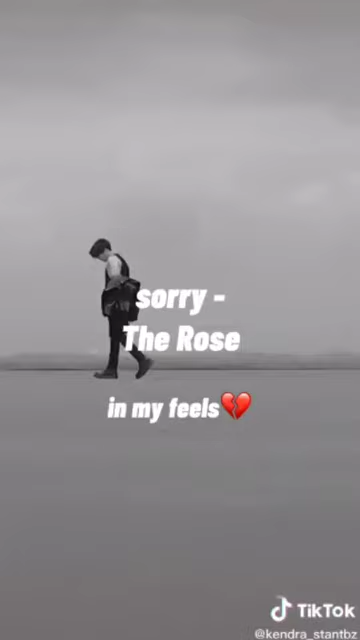 sorry -
The Rose
in my feels💔
TikTok
@kendra_stantbz